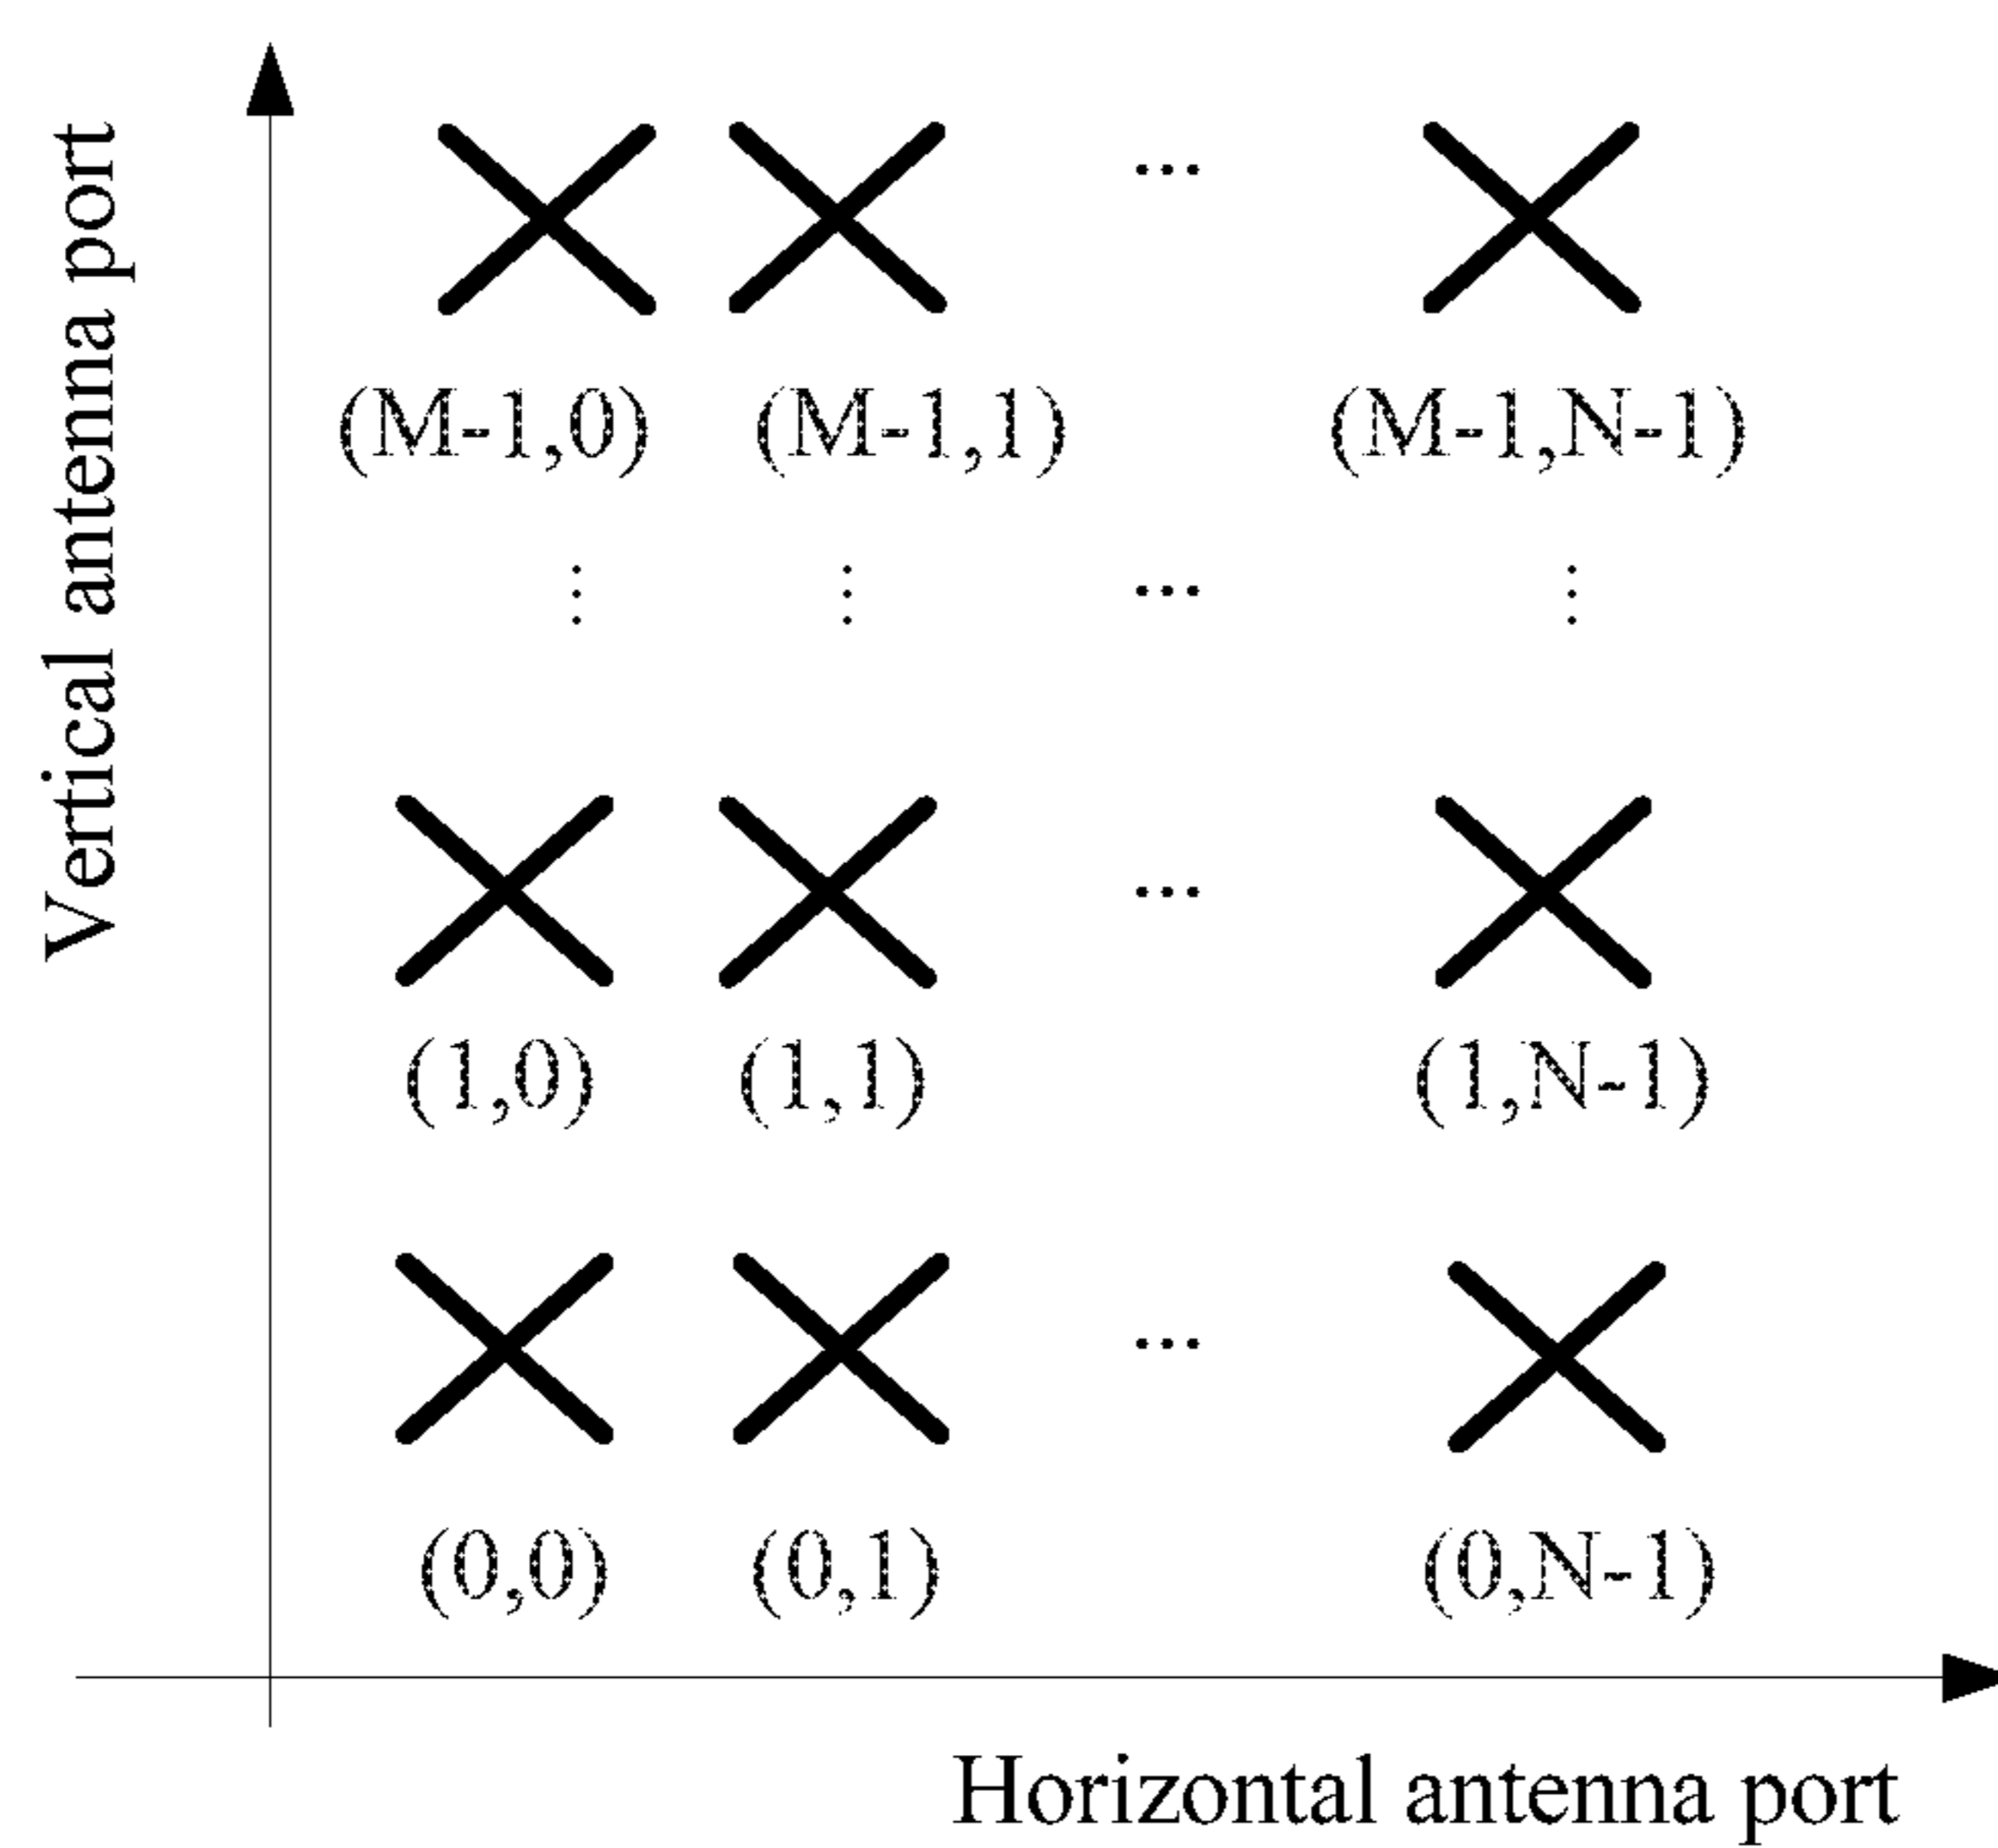 Vertical antenna port
(M-1,0) (M-1,1) ... (M-1,N-1)
(1,0) (1,1) ... (1,N-1)
(0,0) (0,1) ... (0,N-1)
Horizontal antenna port